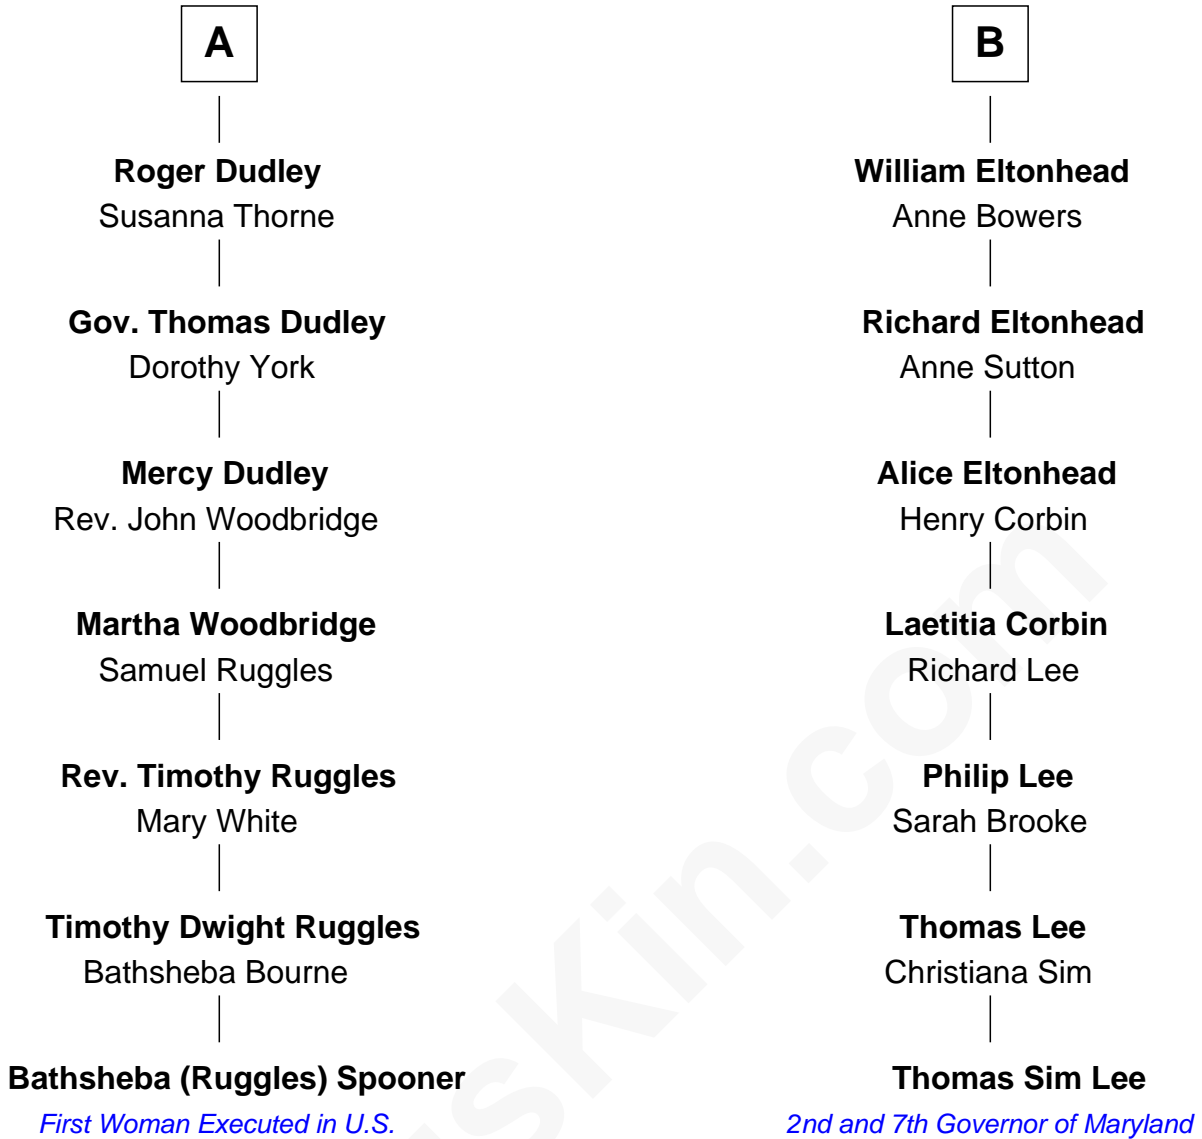 A
Roger Dudley
Susanna Thorne
Gov. Thomas Dudley
Dorothy York
Mercy Dudley
Rev. John Woodbridge
Martha Woodbridge
Samuel Ruggles
Rev. Timothy Ruggles
Mary White
Timothy Dwight Ruggles
Bathsheba Bourne
Bathsheba (Ruggles) Spooner
First Woman Executed in U.S.
B
William Eltonhead
Anne Bowers
Richard Eltonhead
Anne Sutton
Alice Eltonhead
Henry Corbin
Laetitia Corbin
Richard Lee
Philip Lee
Sarah Brooke
Thomas Lee
Christiana Sim
Thomas Sim Lee
2nd and 7th Governor of Maryland
usKin.com